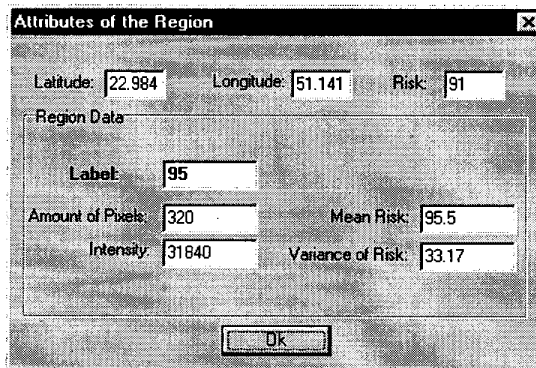 Attributes of the Region
Latitude: 22.984 Longitude: 51.141 Risk: 91
Region Data
Label: 95
Amount of Pixels: 320 Mean Risk: 95.5
Intensity: 31840 Variance of Risk: 33.17
Ok